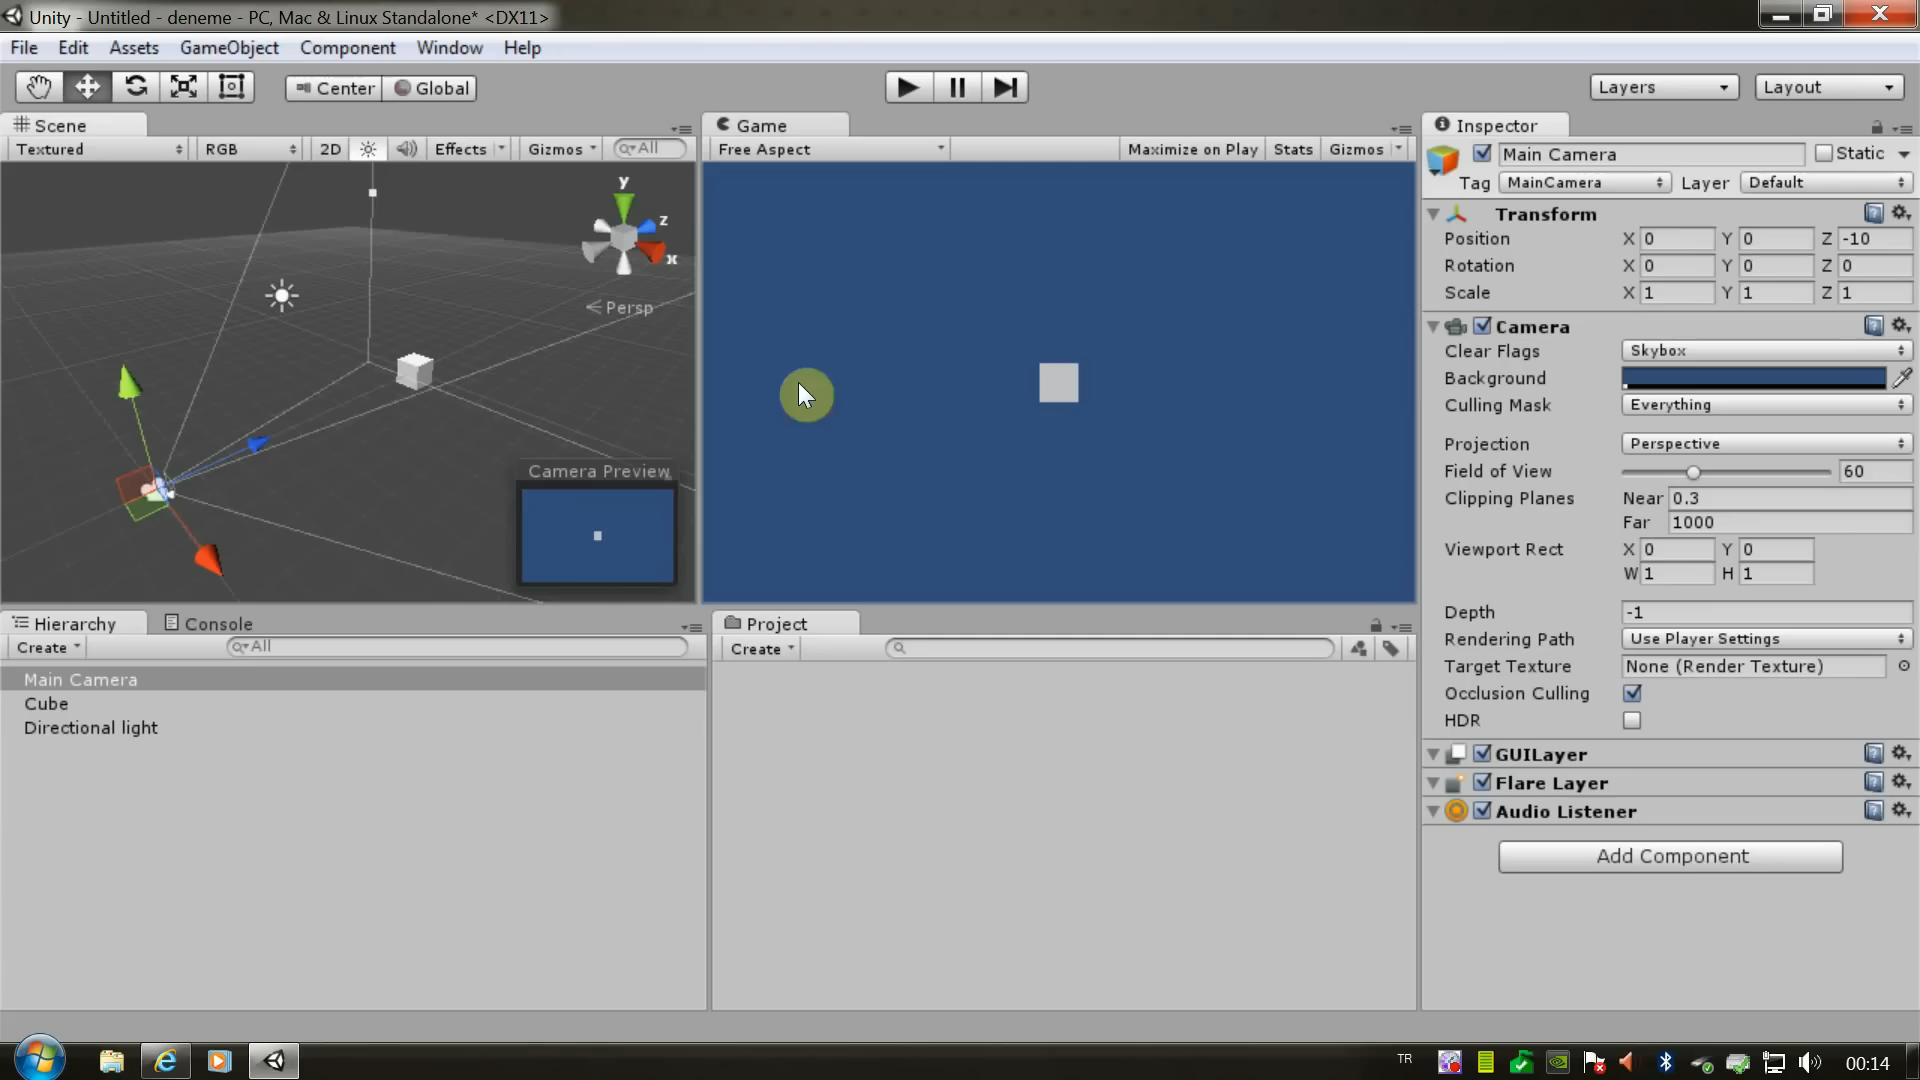 Unity - Untitled - deneme - PC, Mac & Linux Standalone* <DX11>
File Edit Assets GameObject Component Window Help
Center Global Layers Layout
Scene
Textured RGB 2D Effects Gizmos All
y
z
x
Persp
Camera Preview
Game
Free Aspect Maximize on Play Stats Gizmos
Inspector
Main Camera Static
Tag MainCamera Layer Default
Transform
Position X 0 Y 0 Z -10
Rotation X 0 Y 0 Z 0
Scale X 1 Y 1 Z 1
Camera
Clear Flags Skybox
Background
Culling Mask Everything
Projection Perspective
Field of View 60
Clipping Planes Near 0.3
Far 1000
Viewport Rect X 0 Y 0
W 1 H 1
Depth -1
Rendering Path Use Player Settings
Target Texture None (Render Texture)
Occlusion Culling
HDR
GUILayer
Flare Layer
Audio Listener
Add Component
Hierarchy Console
Create All
Main Camera
Cube
Directional light
Project
Create
TR 00:14